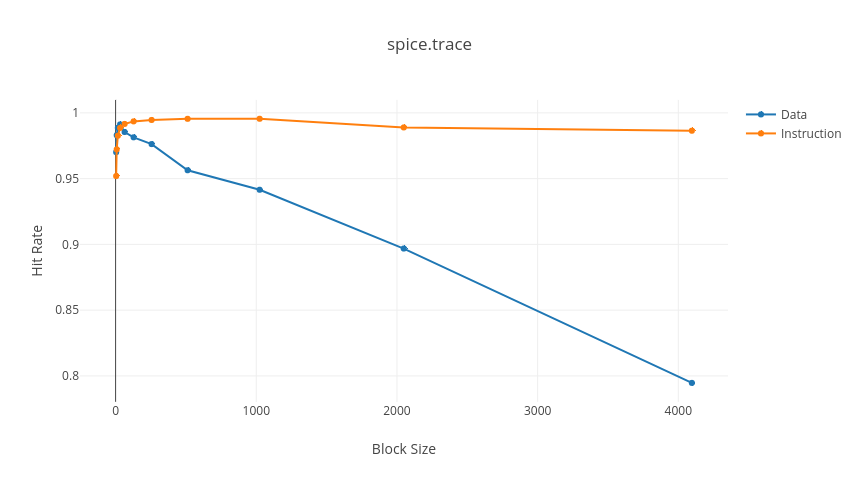 spice.trace
Data
Instruction
1
0.95
0.9
0.85
0.8
Hit Rate
0 1000 2000 3000 4000
Block Size